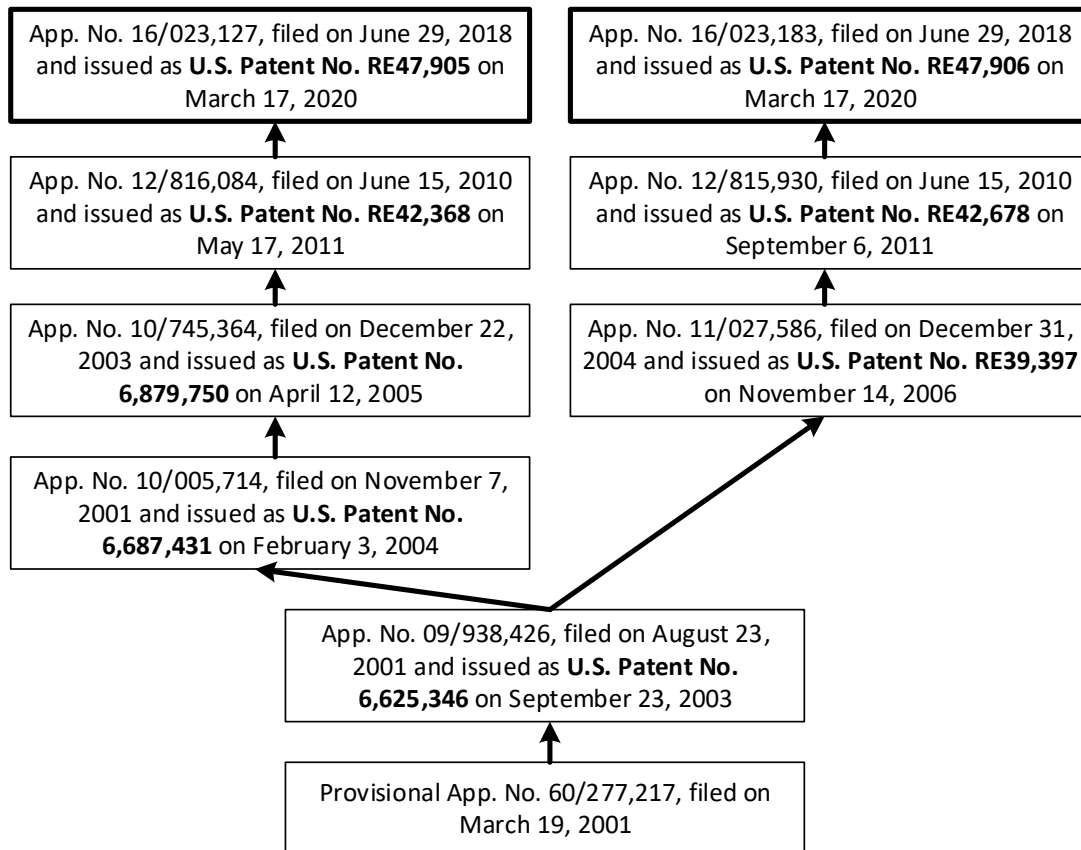 App. No. 16/023,127, filed on June 29, 2018
and issued as U.S. Patent No. RE47,905 on
March 17, 2020
App. No. 16/023,183, filed on June 29, 2018
and issued as U.S. Patent No. RE47,906 on
March 17, 2020
App. No. 12/816,084, filed on June 15, 2010
and issued as U.S. Patent No. RE42,368 on
May 17, 2011
App. No. 12/815,930, filed on June 15, 2010
and issued as U.S. Patent No. RE42,678 on
September 6, 2011
App. No. 10/745,364, filed on December 22,
2003 and issued as U.S. Patent No.
6,879,750 on April 12, 2005
App. No. 11/027,586, filed on December 31,
2004 and issued as U.S. Patent No. RE39,397
on November 14, 2006
App. No. 10/005,714, filed on November 7,
2001 and issued as U.S. Patent No.
6,687,431 on February 3, 2004
App. No. 09/938,426, filed on August 23,
2001 and issued as U.S. Patent No.
6,625,346 on September 23, 2003
Provisional App. No. 60/277,217, filed on
March 19, 2001